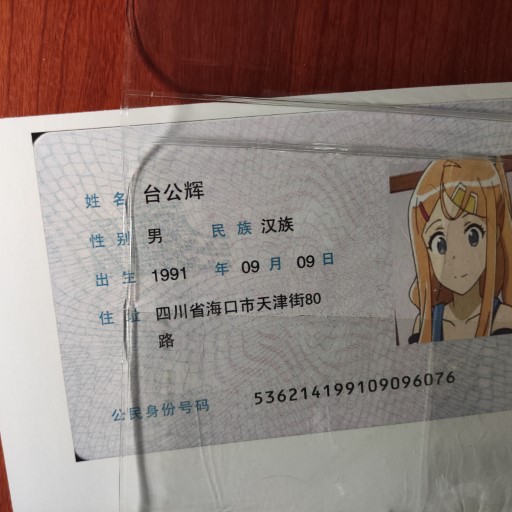 姓名 台公辉
性别 男 民族 汉族
出生 1991 年 09 月 09 日
住址 四川省海口市天津街80
路
公民身份号码 536214199109096076